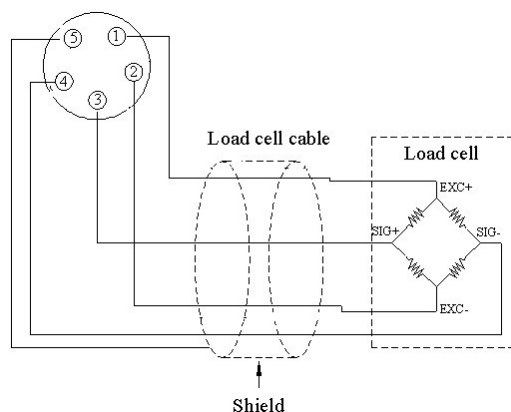 5
1
4
2
3
Load cell cable
Load cell
EXC+
SIG+
SIG-
EXC-
Shield